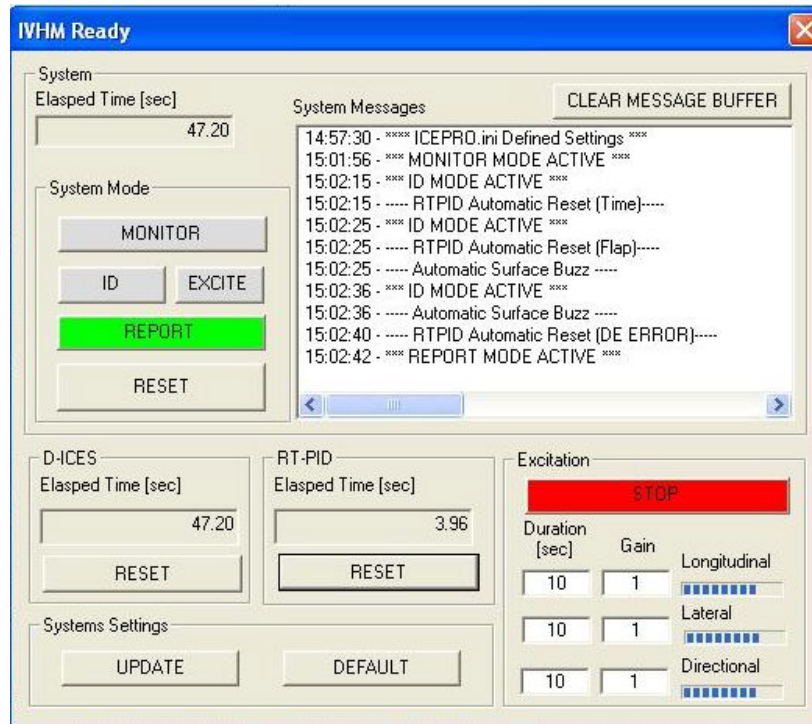 IVHM Ready
System
Elasped Time [sec]
47.20
System Messages
CLEAR MESSAGE BUFFER
14:57:30 - **** ICEPRO.ini Defined Settings ***
15:01:56 - *** MONITOR MODE ACTIVE ***
15:02:15 - *** ID MODE ACTIVE ***
15:02:15 - ----- RTPID Automatic Reset (Time)-----
15:02:25 - *** ID MODE ACTIVE ***
15:02:25 - ----- RTPID Automatic Reset (Flap)-----
15:02:25 - ----- Automatic Surface Buzz -----
15:02:36 - *** ID MODE ACTIVE ***
15:02:36 - ----- Automatic Surface Buzz -----
15:02:40 - ----- RTPID Automatic Reset (DE ERROR)-----
15:02:42 - *** REPORT MODE ACTIVE ***
System Mode
MONITOR
ID EXCITE
REPORT
RESET
D-ICES
Elasped Time [sec]
47.20
RESET
RT-PID
Elasped Time [sec]
3.96
RESET
Systems Settings
UPDATE DEFAULT
Excitation
STOP
Duration
[sec] Gain
10 1 Longitudinal
10 1 Lateral
10 1 Directional